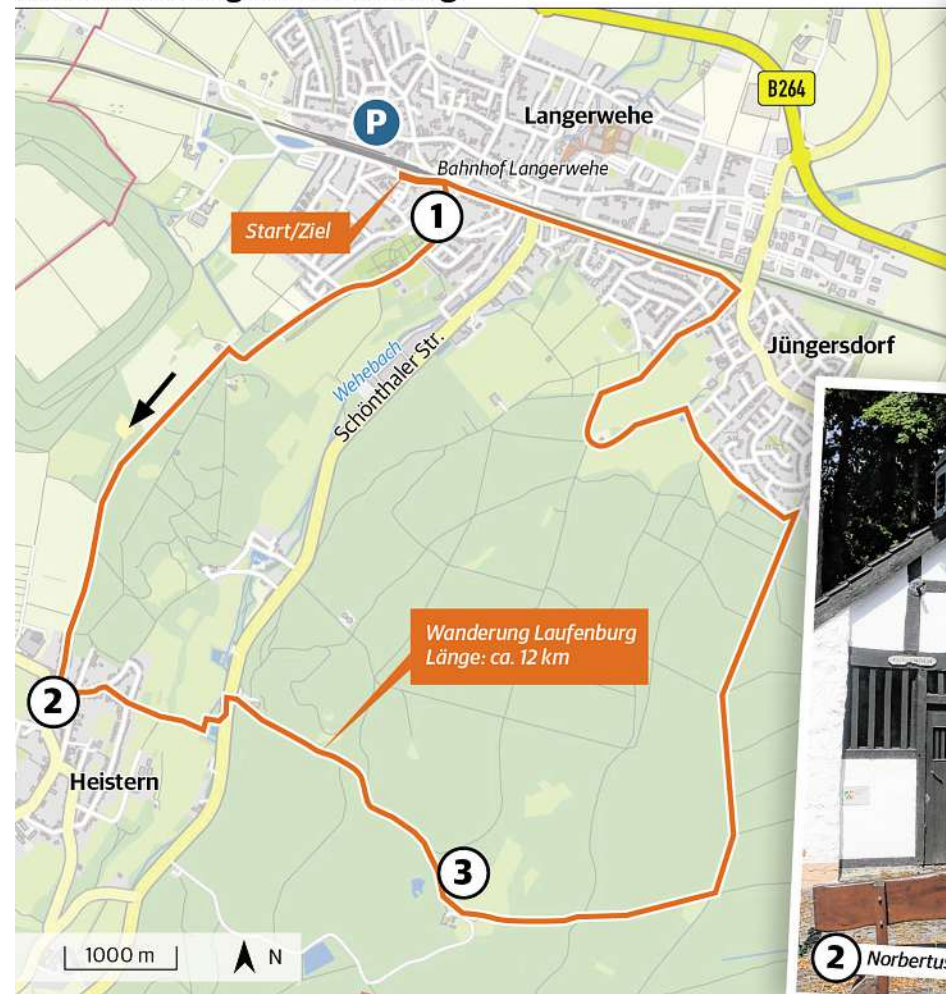 B264
P
Langerwehe
Bahnhof Langerwehe
1
Start/Ziel
Jüngersdorf
Wehebach
Schönthaler Str.
Wanderung Laufenburg
Länge: ca. 12 km
2
Heistern
3
1000 m
N
2 Norbertus